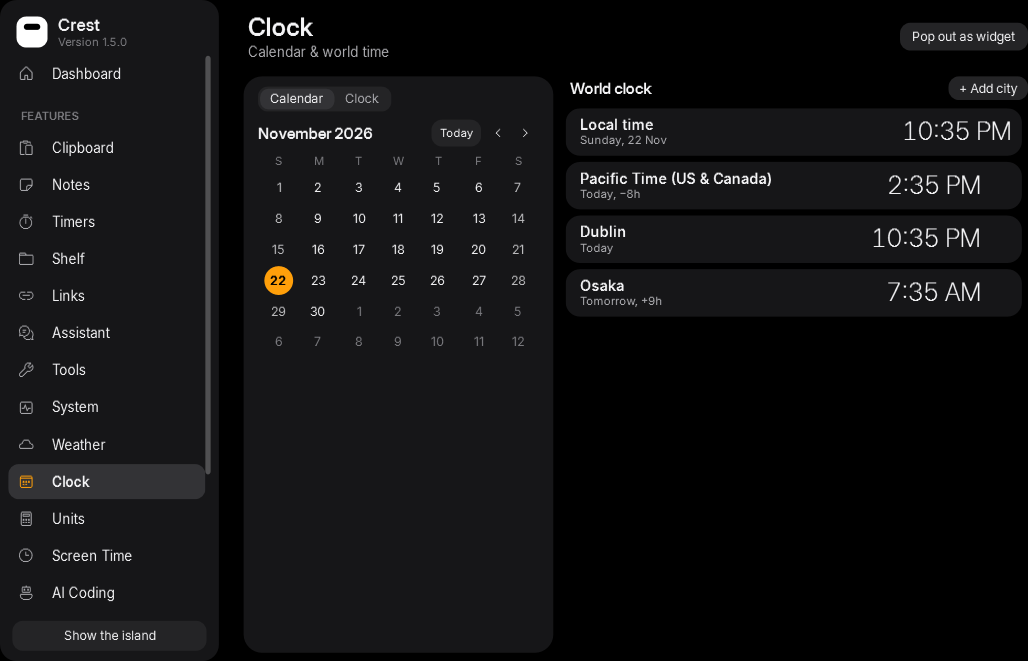 Crest
Version 1.5.0
Dashboard
FEATURES
Clipboard
Notes
Timers
Shelf
Links
Assistant
Tools
System
Weather
Clock
Units
Screen Time
AI Coding
Show the island
Clock
Calendar & world time
Pop out as widget
Calendar Clock
November 2026 Today
S M T W T F S
1 2 3 4 5 6 7
8 9 10 11 12 13 14
15 16 17 18 19 20 21
22 23 24 25 26 27 28
29 30 1 2 3 4 5
6 7 8 9 10 11 12
World clock
+ Add city
Local time
Sunday, 22 Nov
10:35 PM
Pacific Time (US & Canada)
Today, −8h
2:35 PM
Dublin
Today
10:35 PM
Osaka
Tomorrow, +9h
7:35 AM